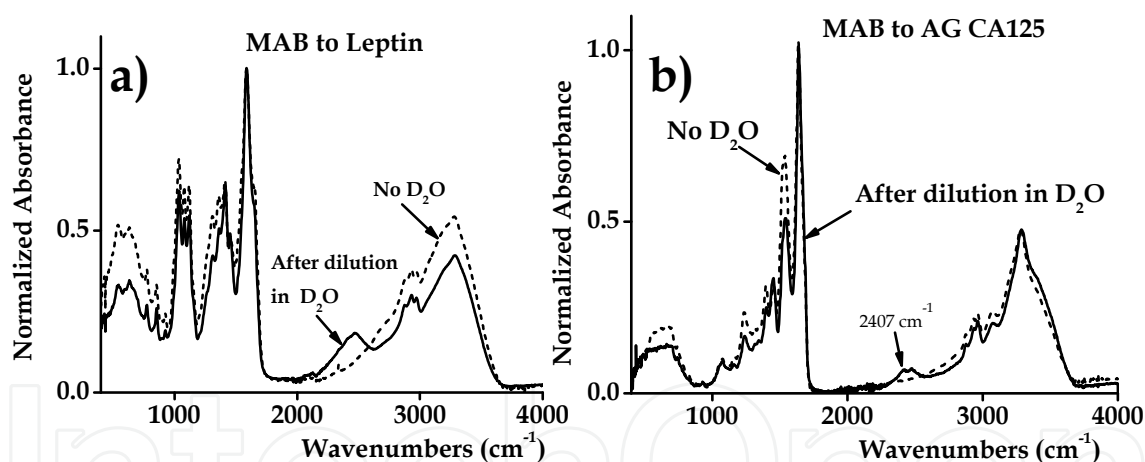 MAB to Leptin
a)
Normalized Absorbance
1.0
0.5
0.0
No D₂O
After dilution
in D₂O
1000 2000 3000 4000
Wavenumbers (cm⁻¹)
MAB to AG CA125
b)
Normalized Absorbance
1.0
0.5
0.0
No D₂O
After dilution in D₂O
2407 cm⁻¹
1000 2000 3000 4000
Wavenumbers (cm⁻¹)